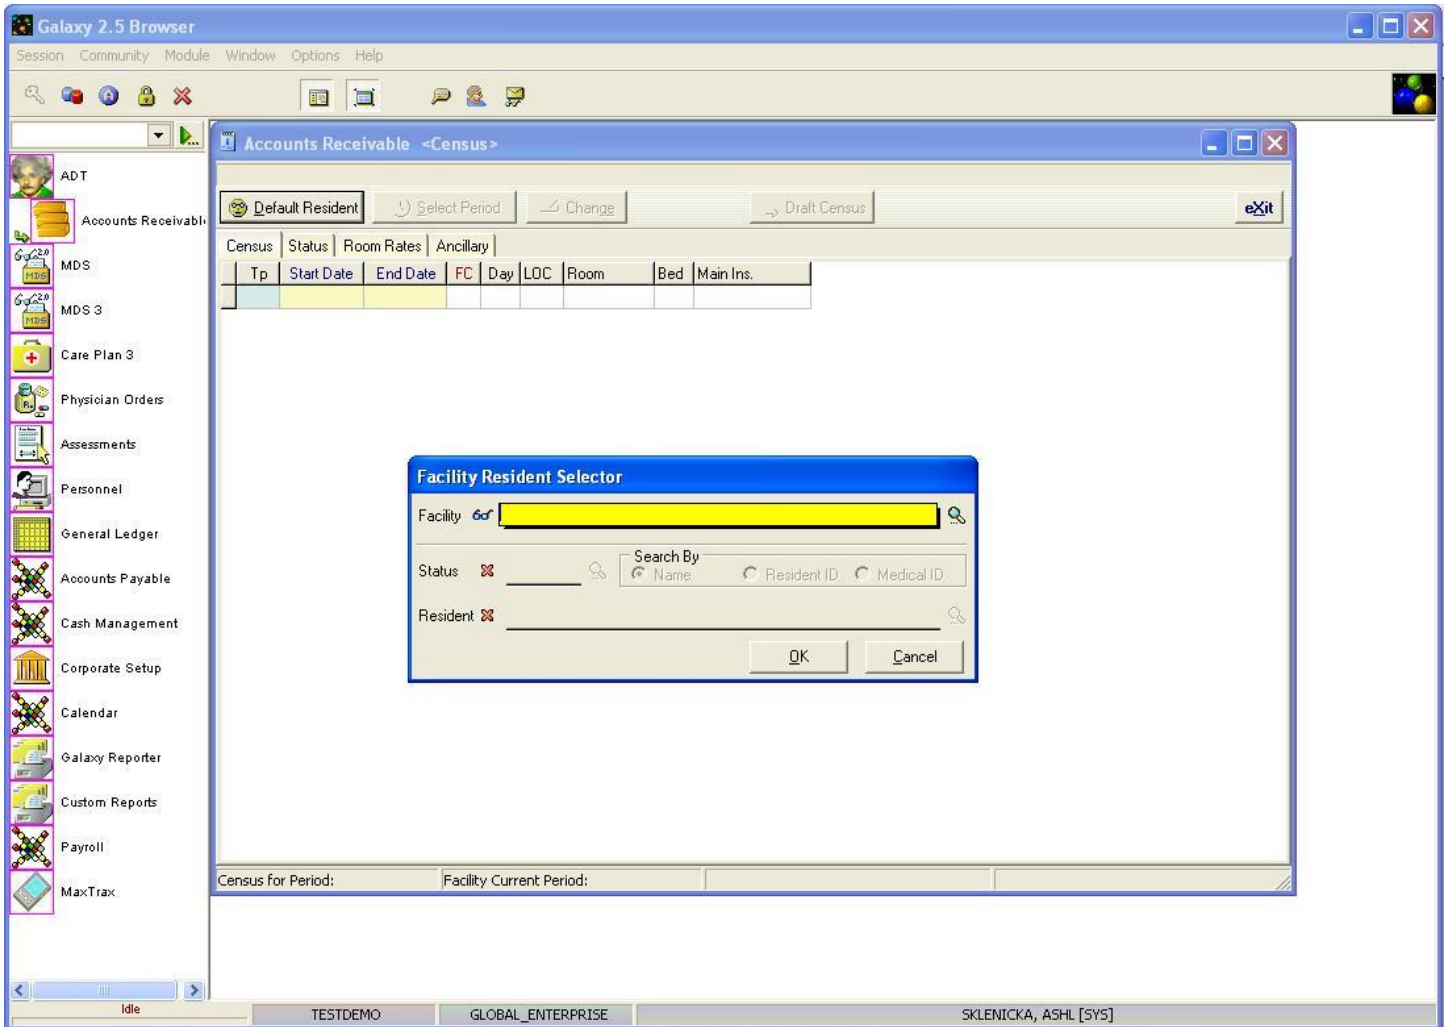 Galaxy 2.5 Browser
Session Community Module Window Options Help
Accounts Receivable <Census>
Default Resident Select Period Change Draft Census eXit
Census Status Room Rates Ancillary
Tp Start Date End Date FC Day LOC Room Bed Main Ins.
ADT
Accounts Receivabl
MDS
MDS 3
Care Plan 3
Physician Orders
Assessments
Personnel
General Ledger
Accounts Payable
Cash Management
Corporate Setup
Calendar
Galaxy Reporter
Custom Reports
Payroll
MaxTrax
Facility Resident Selector
Facility
Status Search By
Name Resident ID Medical ID
Resident
OK Cancel
Census for Period: Facility Current Period:
Idle TESTDEMO GLOBAL_ENTERPRISE SKLENICKA, ASHL [SYS]